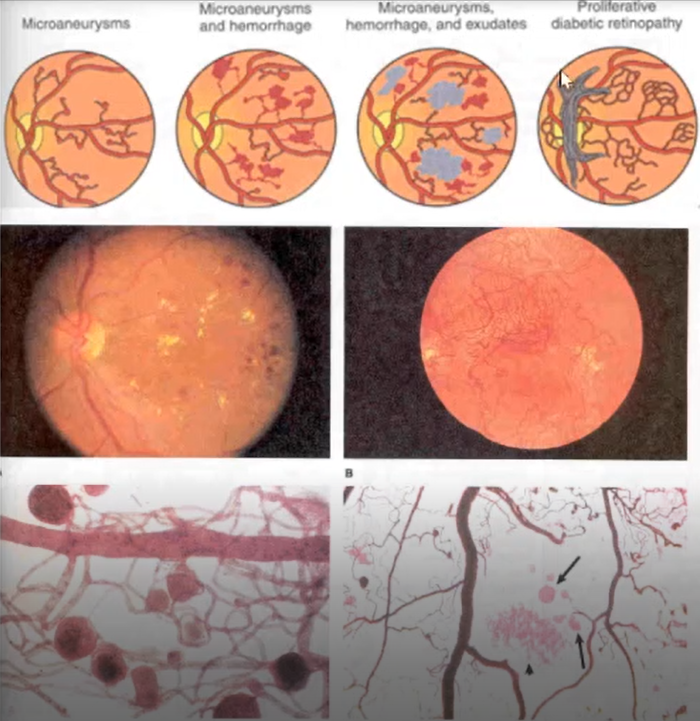 Microaneurysms
Microaneurysms
and hemorrhage
Microaneurysms,
hemorrhage, and exudates
Proliferative
diabetic retinopathy
B